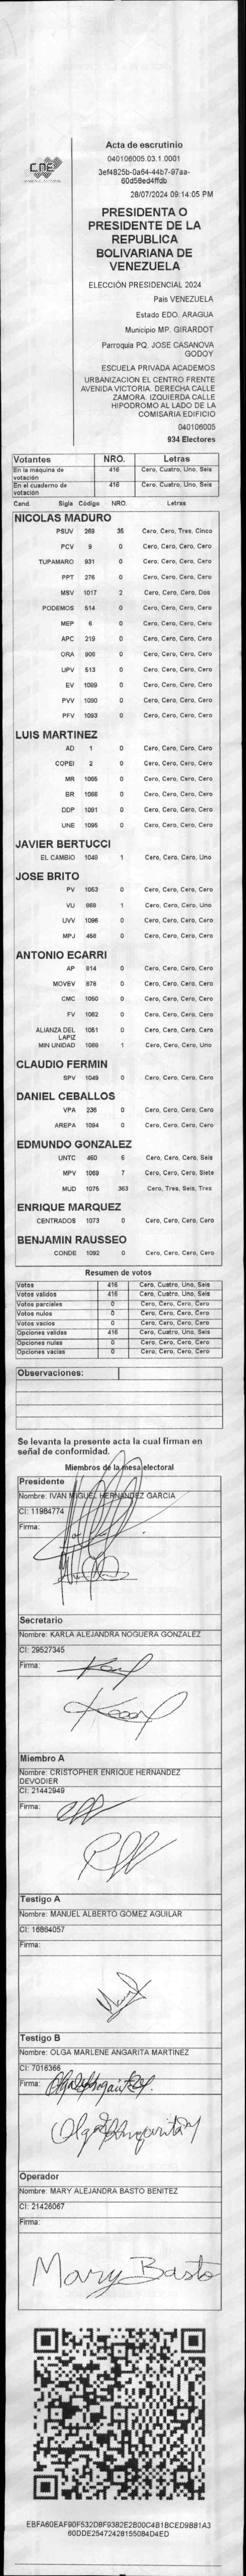 CNE
Acta de escrutinio
040106005.03.1.0001
3ef4825b-0a64-44b7-97aa-
60d58ed4ffdb
28/07/2024 09:14:05 PM
PRESIDENTA O
PRESIDENTE DE LA
REPUBLICA
BOLIVARIANA DE
VENEZUELA
ELECCIÓN PRESIDENCIAL 2024
Pais VENEZUELA
Estado EDO. ARAGUA
Municipio MP. GIRARDOT
Parroquia PQ. JOSE CASANOVA
GODOY
ESCUELA PRIVADA ACADEMOS
URBANIZACION EL CENTRO FRENTE
AVENIDA VICTORIA. DERECHA CALLE
ZAMORA. IZQUIERDA CALLE
HIPODROMO AL LADO DE LA
COMISARIA EDIFICIO
040106005
934 Electores
Votantes NRO. Letras
En la máquina de votación 416 Cero, Cuatro, Uno, Seis
En el cuaderno de votación 416 Cero, Cuatro, Uno, Seis
Cand. Sigla Código NRO. Letras
NICOLAS MADURO
PSUV 269 35 Cero, Cero, Tres, Cinco
PCV 9 0 Cero, Cero, Cero, Cero
TUPAMARO 931 0 Cero, Cero, Cero, Cero
PPT 276 0 Cero, Cero, Cero, Cero
MSV 1017 2 Cero, Cero, Cero, Dos
PODEMOS 514 0 Cero, Cero, Cero, Cero
MEP 6 0 Cero, Cero, Cero, Cero
APC 219 0 Cero, Cero, Cero, Cero
ORA 906 0 Cero, Cero, Cero, Cero
UPV 513 0 Cero, Cero, Cero, Cero
EV 1089 0 Cero, Cero, Cero, Cero
PVV 1090 0 Cero, Cero, Cero, Cero
PFV 1093 0 Cero, Cero, Cero, Cero
LUIS MARTINEZ
AD 1 0 Cero, Cero, Cero, Cero
COPEI 2 0 Cero, Cero, Cero, Cero
MR 1065 0 Cero, Cero, Cero, Cero
BR 1066 0 Cero, Cero, Cero, Cero
DDP 1091 0 Cero, Cero, Cero, Cero
UNE 1095 0 Cero, Cero, Cero, Cero
JAVIER BERTUCCI
EL CAMBIO 1048 1 Cero, Cero, Cero, Uno
JOSE BRITO
PV 1053 0 Cero, Cero, Cero, Cero
VU 969 1 Cero, Cero, Cero, Uno
UVV 1096 0 Cero, Cero, Cero, Cero
MPJ 458 0 Cero, Cero, Cero, Cero
ANTONIO ECARRI
AP 914 0 Cero, Cero, Cero, Cero
MOVEV 878 0 Cero, Cero, Cero, Cero
CMC 1050 0 Cero, Cero, Cero, Cero
FV 1062 0 Cero, Cero, Cero, Cero
ALIANZA DEL LAPIZ 1051 0 Cero, Cero, Cero, Cero
MIN UNIDAD 1086 1 Cero, Cero, Cero, Uno
CLAUDIO FERMIN
SPV 1049 0 Cero, Cero, Cero, Cero
DANIEL CEBALLOS
VPA 236 0 Cero, Cero, Cero, Cero
AREPA 1094 0 Cero, Cero, Cero, Cero
EDMUNDO GONZALEZ
UNTC 460 6 Cero, Cero, Cero, Seis
MPV 1069 7 Cero, Cero, Cero, Siete
MUD 1075 363 Cero, Tres, Seis, Tres
ENRIQUE MARQUEZ
CENTRADOS 1073 0 Cero, Cero, Cero, Cero
BENJAMIN RAUSSEO
CONDE 1092 0 Cero, Cero, Cero, Cero
Resumen de votos
Votos 416 Cero, Cuatro, Uno, Seis
Votos validos 416 Cero, Cuatro, Uno, Seis
Votos parciales 0 Cero, Cero, Cero, Cero
Votos nulos 0 Cero, Cero, Cero, Cero
Votos vacios 0 Cero, Cero, Cero, Cero
Opciones validas 416 Cero, Cuatro, Uno, Seis
Opciones nulas 0 Cero, Cero, Cero, Cero
Opciones vacias 0 Cero, Cero, Cero, Cero
Observaciones:
Se levanta la presente acta la cual firman en
señal de conformidad.
Miembros de la mesa electoral
Presidente
Nombre: IVAN MIGUEL HERNANDEZ GARCIA
CI: 11984774
Firma:
Secretario
Nombre: KARLA ALEJANDRA NOGUERA GONZALEZ
CI: 29527345
Firma:
Miembro A
Nombre: CRISTOPHER ENRIQUE HERNANDEZ
DEVODIER
CI: 21442949
Firma:
Testigo A
Nombre: MANUEL ALBERTO GOMEZ AGUILAR
CI: 16864057
Firma:
Testigo B
Nombre: OLGA MARLENE ANGARITA MARTINEZ
CI: 7016366
Firma:
Operador
Nombre: MARY ALEJANDRA BASTO BENITEZ
CI: 21426067
Firma:
Mary Basto
EBFA60EAF90F532D8F9382E2B00C4B1BCED9B81A3
60DDE25472428155084D4ED